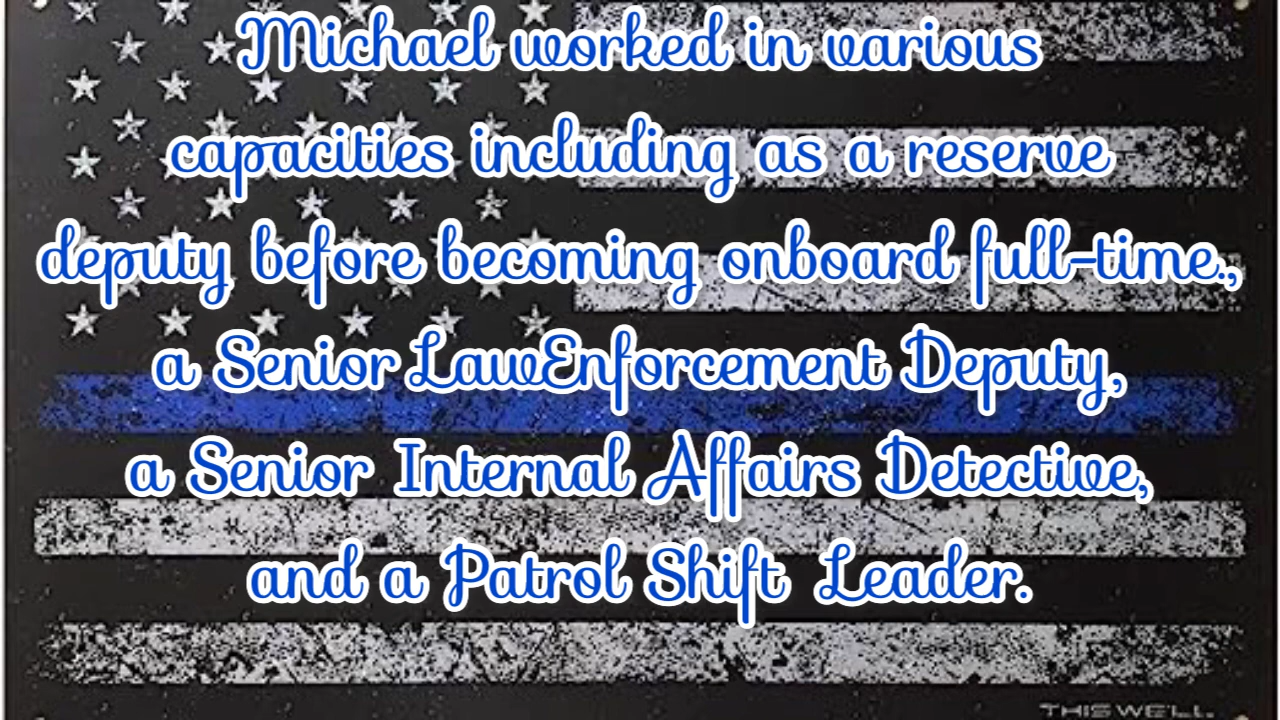 Michael worked in various
capacities including as a reserve
deputy before becoming onboard full-time.,
a Senior LawEnforcement Deputy,
a Senior Internal Affairs Detective,
and a Patrol Shift Leader.
THIS WE'LL